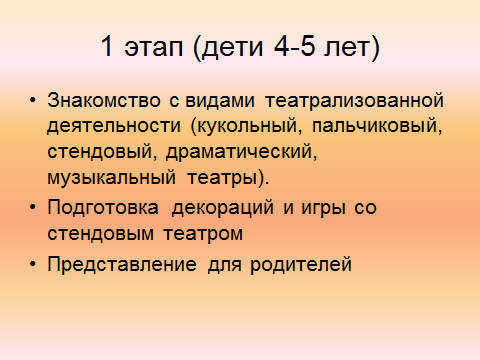 1 этап (дети 4-5 лет)
• Знакомство с видами театрализованной
деятельности (кукольный, пальчиковый,
стендовый, драматический,
музыкальный театры).
• Подготовка декораций и игры со
стендовым театром
• Представление для родителей